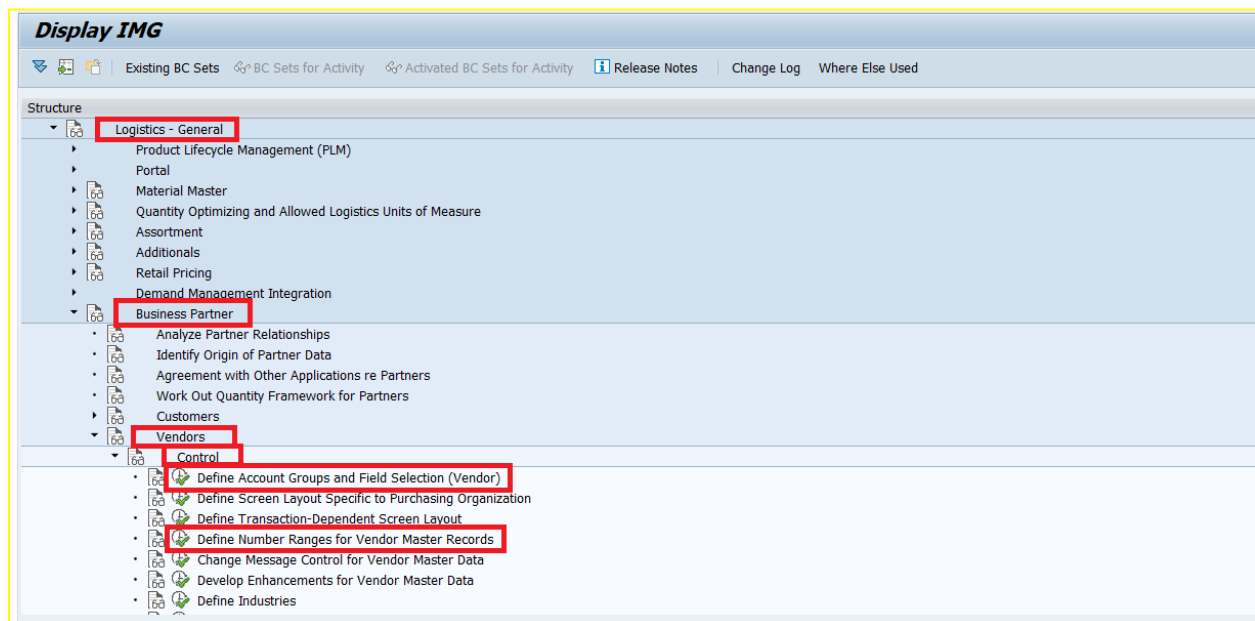 Display IMG
Existing BC Sets BC Sets for Activity Activated BC Sets for Activity Release Notes Change Log Where Else Used
Structure
Logistics - General
Product Lifecycle Management (PLM)
Portal
Material Master
Quantity Optimizing and Allowed Logistics Units of Measure
Assortment
Additionals
Retail Pricing
Demand Management Integration
Business Partner
Analyze Partner Relationships
Identify Origin of Partner Data
Agreement with Other Applications re Partners
Work Out Quantity Framework for Partners
Customers
Vendors
Control
Define Account Groups and Field Selection (Vendor)
Define Screen Layout Specific to Purchasing Organization
Define Transaction-Dependent Screen Layout
Define Number Ranges for Vendor Master Records
Change Message Control for Vendor Master Data
Develop Enhancements for Vendor Master Data
Define Industries